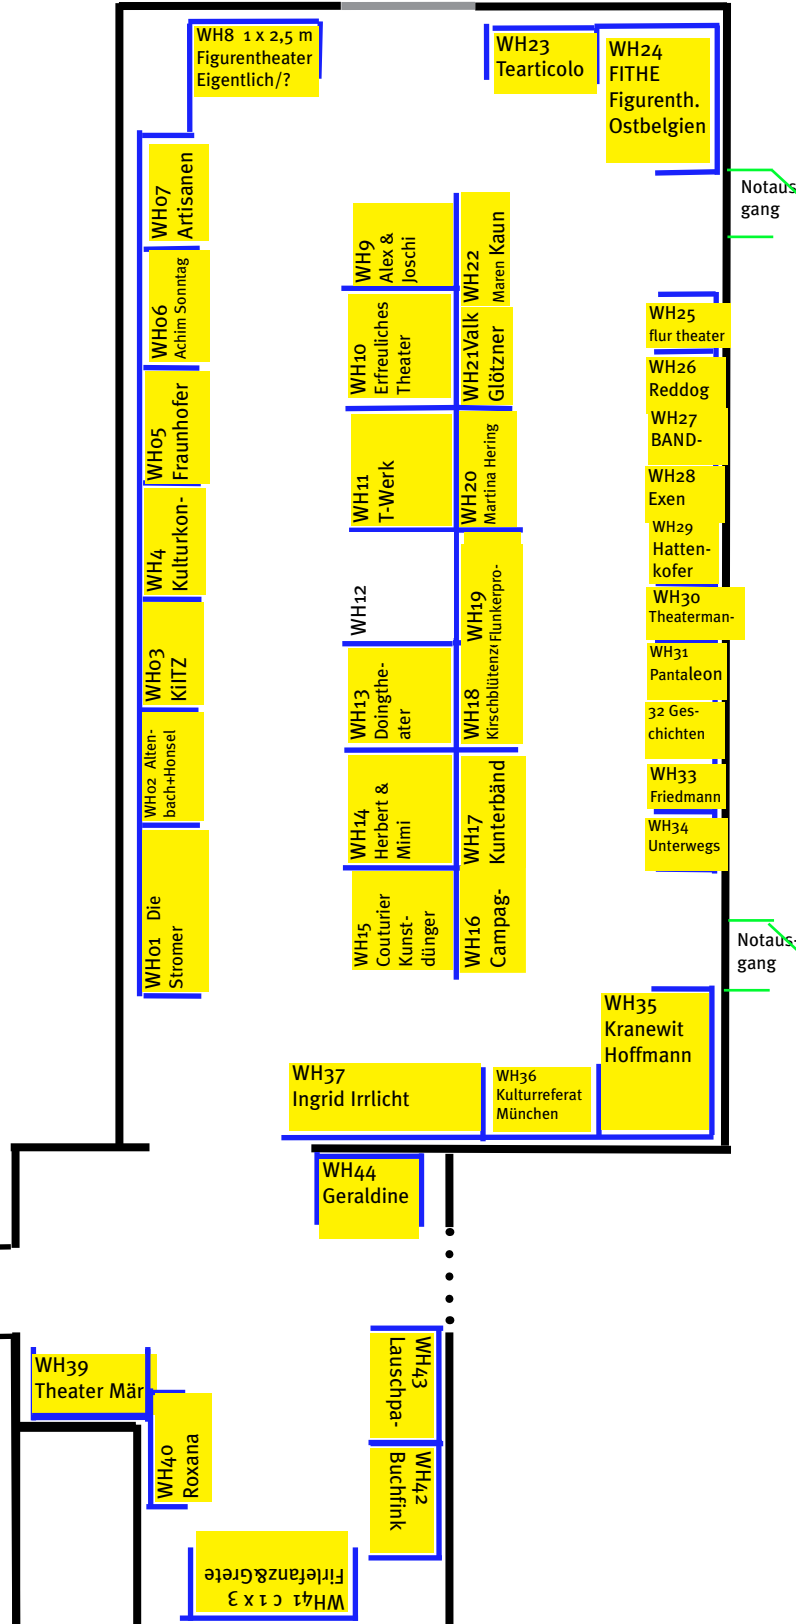 WH8 1 x 2,5 m
Figurentheater
Eigentlich/?
WH23
Tearticolo
WH24
FITHE
Figurenth.
Ostbelgien
Notaus
gang
WH07
Artisanen
WH06
Achim Sonntag
WH05
Fraunhofer
WH4
Kulturkon-
WH03
KilTZ
WH02 Alten-
bach+Honsel
WH01 Die
Stromer
WH9
Alex &
Joschi
WH10
Erfreuliches
Theater
WH11
T-Werk
WH12
WH13
Doingthe-
ater
WH14
Herbert &
Mimi
WH15
Couturier
Kunst-
dünger
WH22
Maren Kaun
WH21Valk
Glötzner
WH20
Martina Hering
WH19
Flunkerpro-
WH18
Kirschblütenz
WH17
Kunterbänd
WH16
Campag-
WH25
flur theater
WH26
Reddog
WH27
BAND-
WH28
Exen
WH29
Hatten-
kofer
WH30
Theaterman-
WH31
Pantaleon
32 Ges-
chichten
WH33
Friedmann
WH34
Unterwegs
Notaus-
gang
WH35
Kranewit
Hoffmann
WH36
Kulturreferat
München
WH37
Ingrid Irrlicht
WH44
Geraldine
WH43
Lauschpa-
WH42
Buchfink
WH39
Theater Mär
WH40
Roxana
WH41 c 1 x 3
Firlefanz&Grete